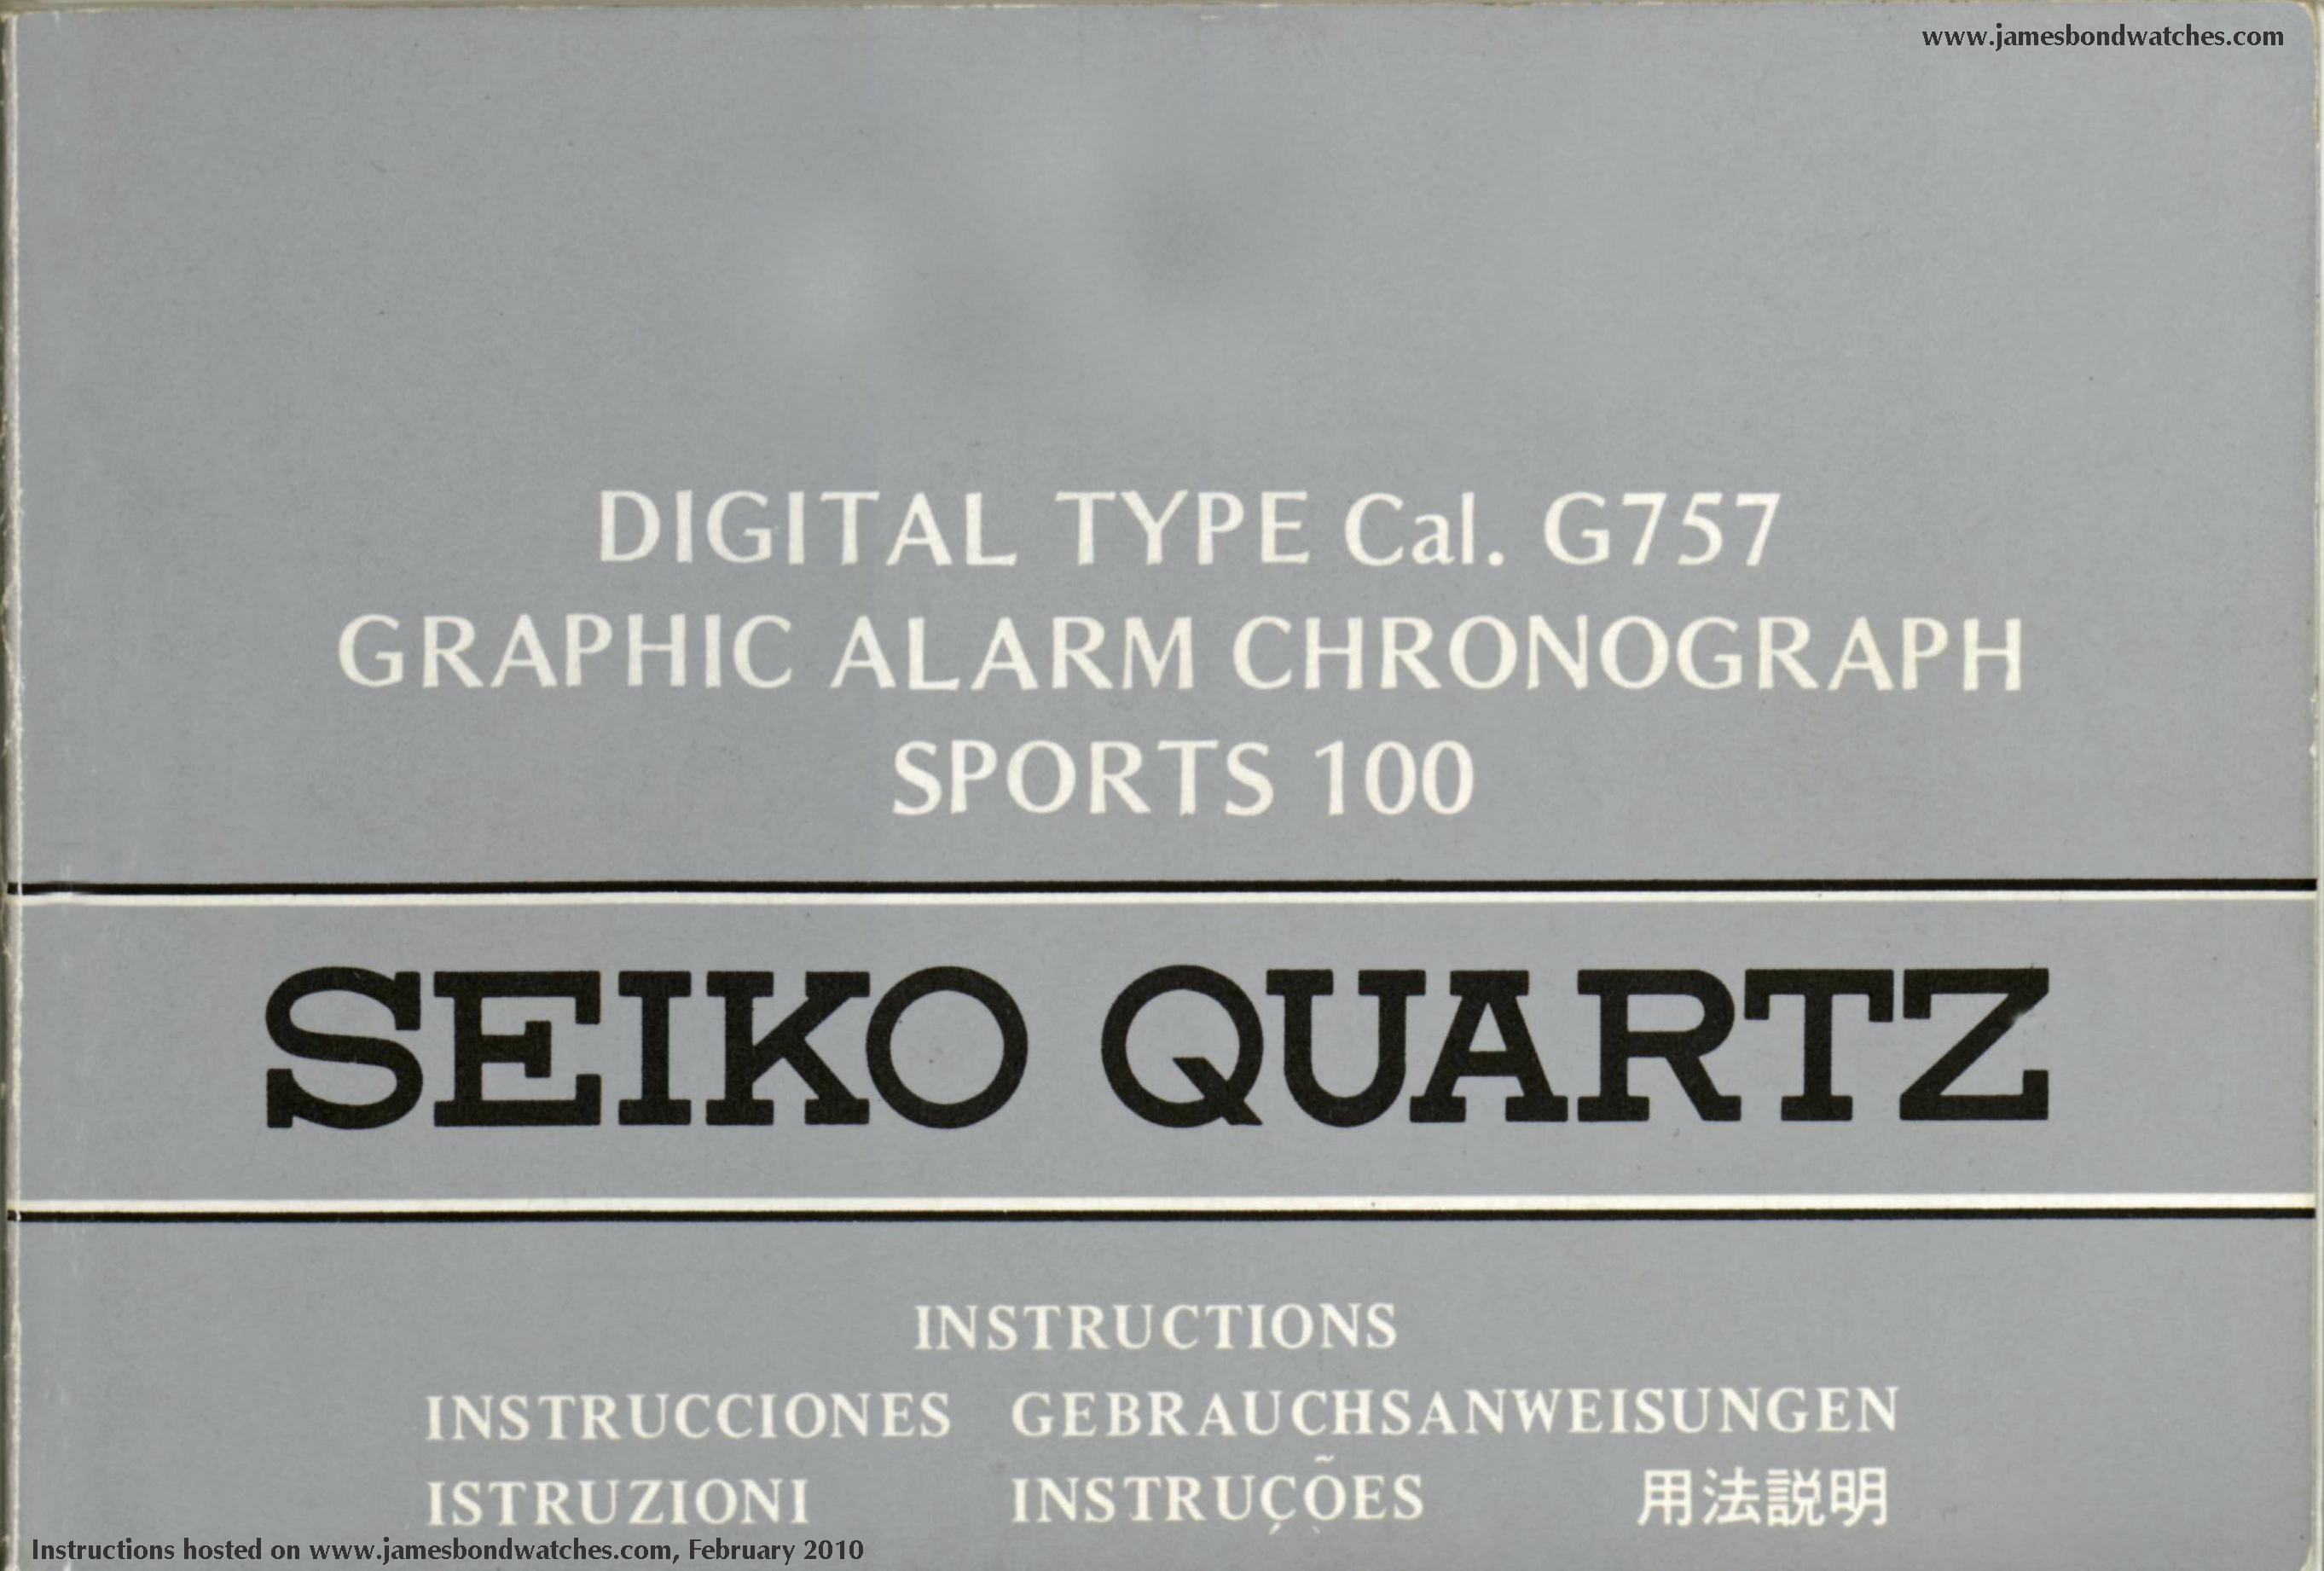 www.jamesbondwatches.com
DIGITAL TYPE Cal. G757
GRAPHIC ALARM CHRONOGRAPH
SPORTS 100
SEIKO QUARTZ
INSTRUCTIONS
INSTRUCCIONES GEBRAUCHSANWEISUNGEN
ISTRUZIONI INSTRUÇÕES 用法説明
Instructions hosted on www.jamesbondwatches.com, February 2010